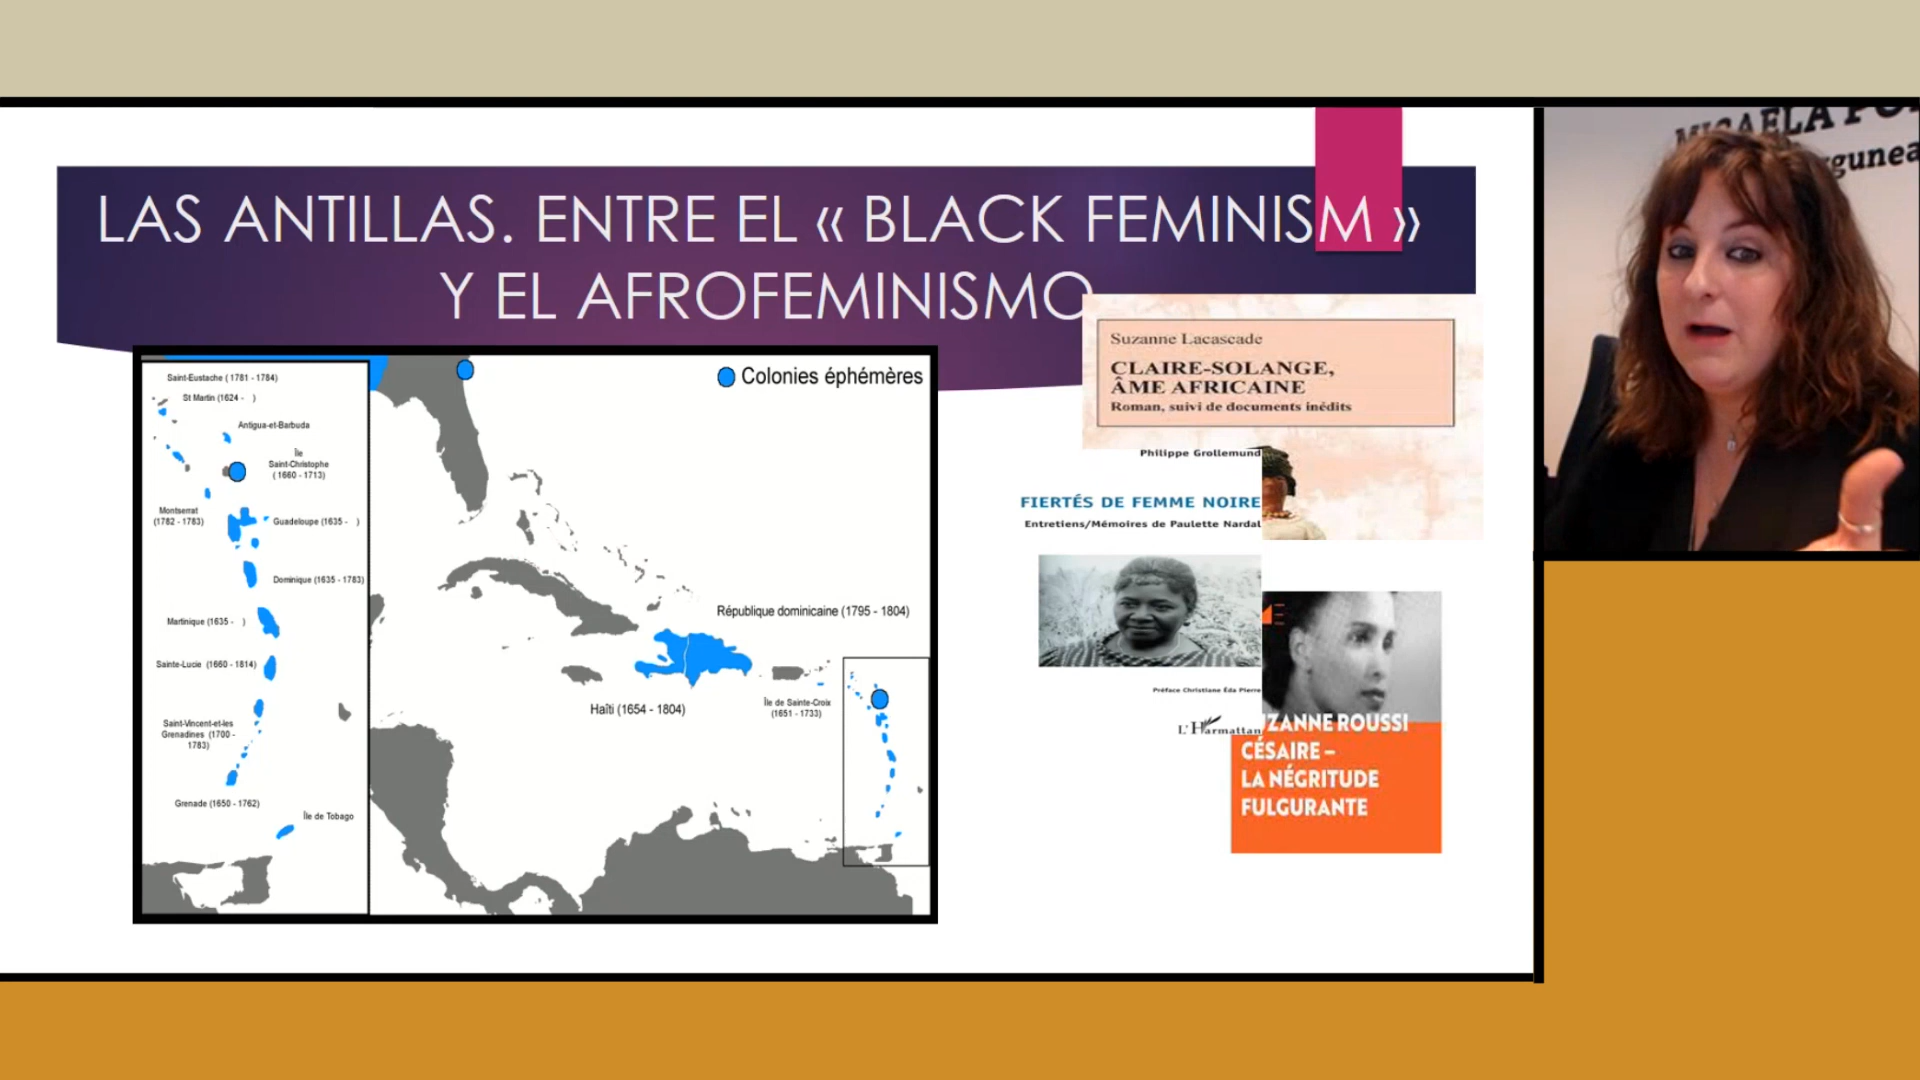 LAS ANTILLAS. ENTRE EL « BLACK FEMINISM »
Y EL AFROFEMINISMO
Saint-Eustache ( 1781 - 1784)
St Martin (1624 - )
Antigua-et-Barbuda
Île
Saint-Christophe
( 1660 - 1713)
Montserrat
(1782 - 1783)
Guadeloupe (1635 - )
Dominique (1635 - 1783)
Martinique (1635 - )
Sainte-Lucie (1660 - 1814)
Saint-Vincent-et-les
Grenadines (1700 -
1783)
Grenade (1650 - 1762)
Île de Tobago
Colonies éphémères
République dominicaine (1795 - 1804)
Haïti (1654 - 1804)
Île de Sainte-Croix
(1651 - 1733)
Suzanne Lacascade
CLAIRE-SOLANGE,
ÂME AFRICAINE
Roman, suivi de documents inédits
Philippe Grollemund
FIERTÉS DE FEMME NOIRE
Entretiens/Mémoires de Paulette Nardal
Préface Christiane Éda Pierre
L'Harmattan
UZANNE ROUSSI
CÉSAIRE –
LA NÉGRITUDE
FULGURANTE
MICAELA PO
gunea